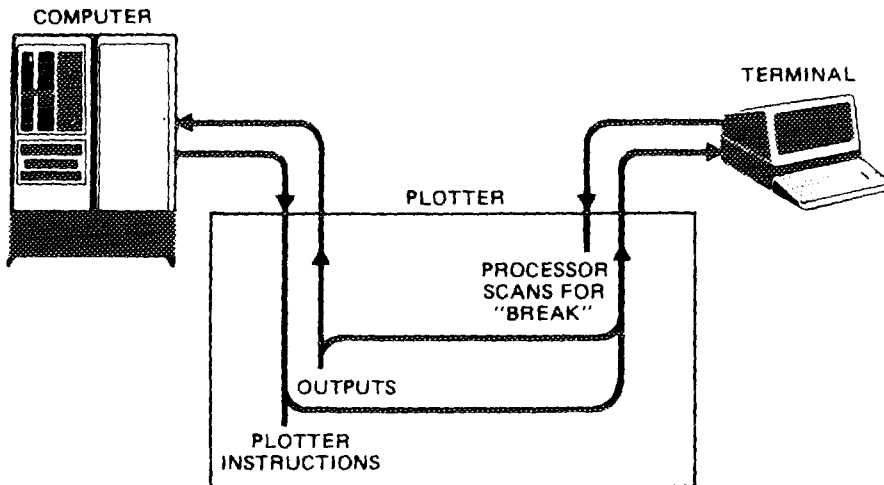 COMPUTER
TERMINAL
PLOTTER
PROCESSOR
SCANS FOR
"BREAK"
OUTPUTS
PLOTTER
INSTRUCTIONS